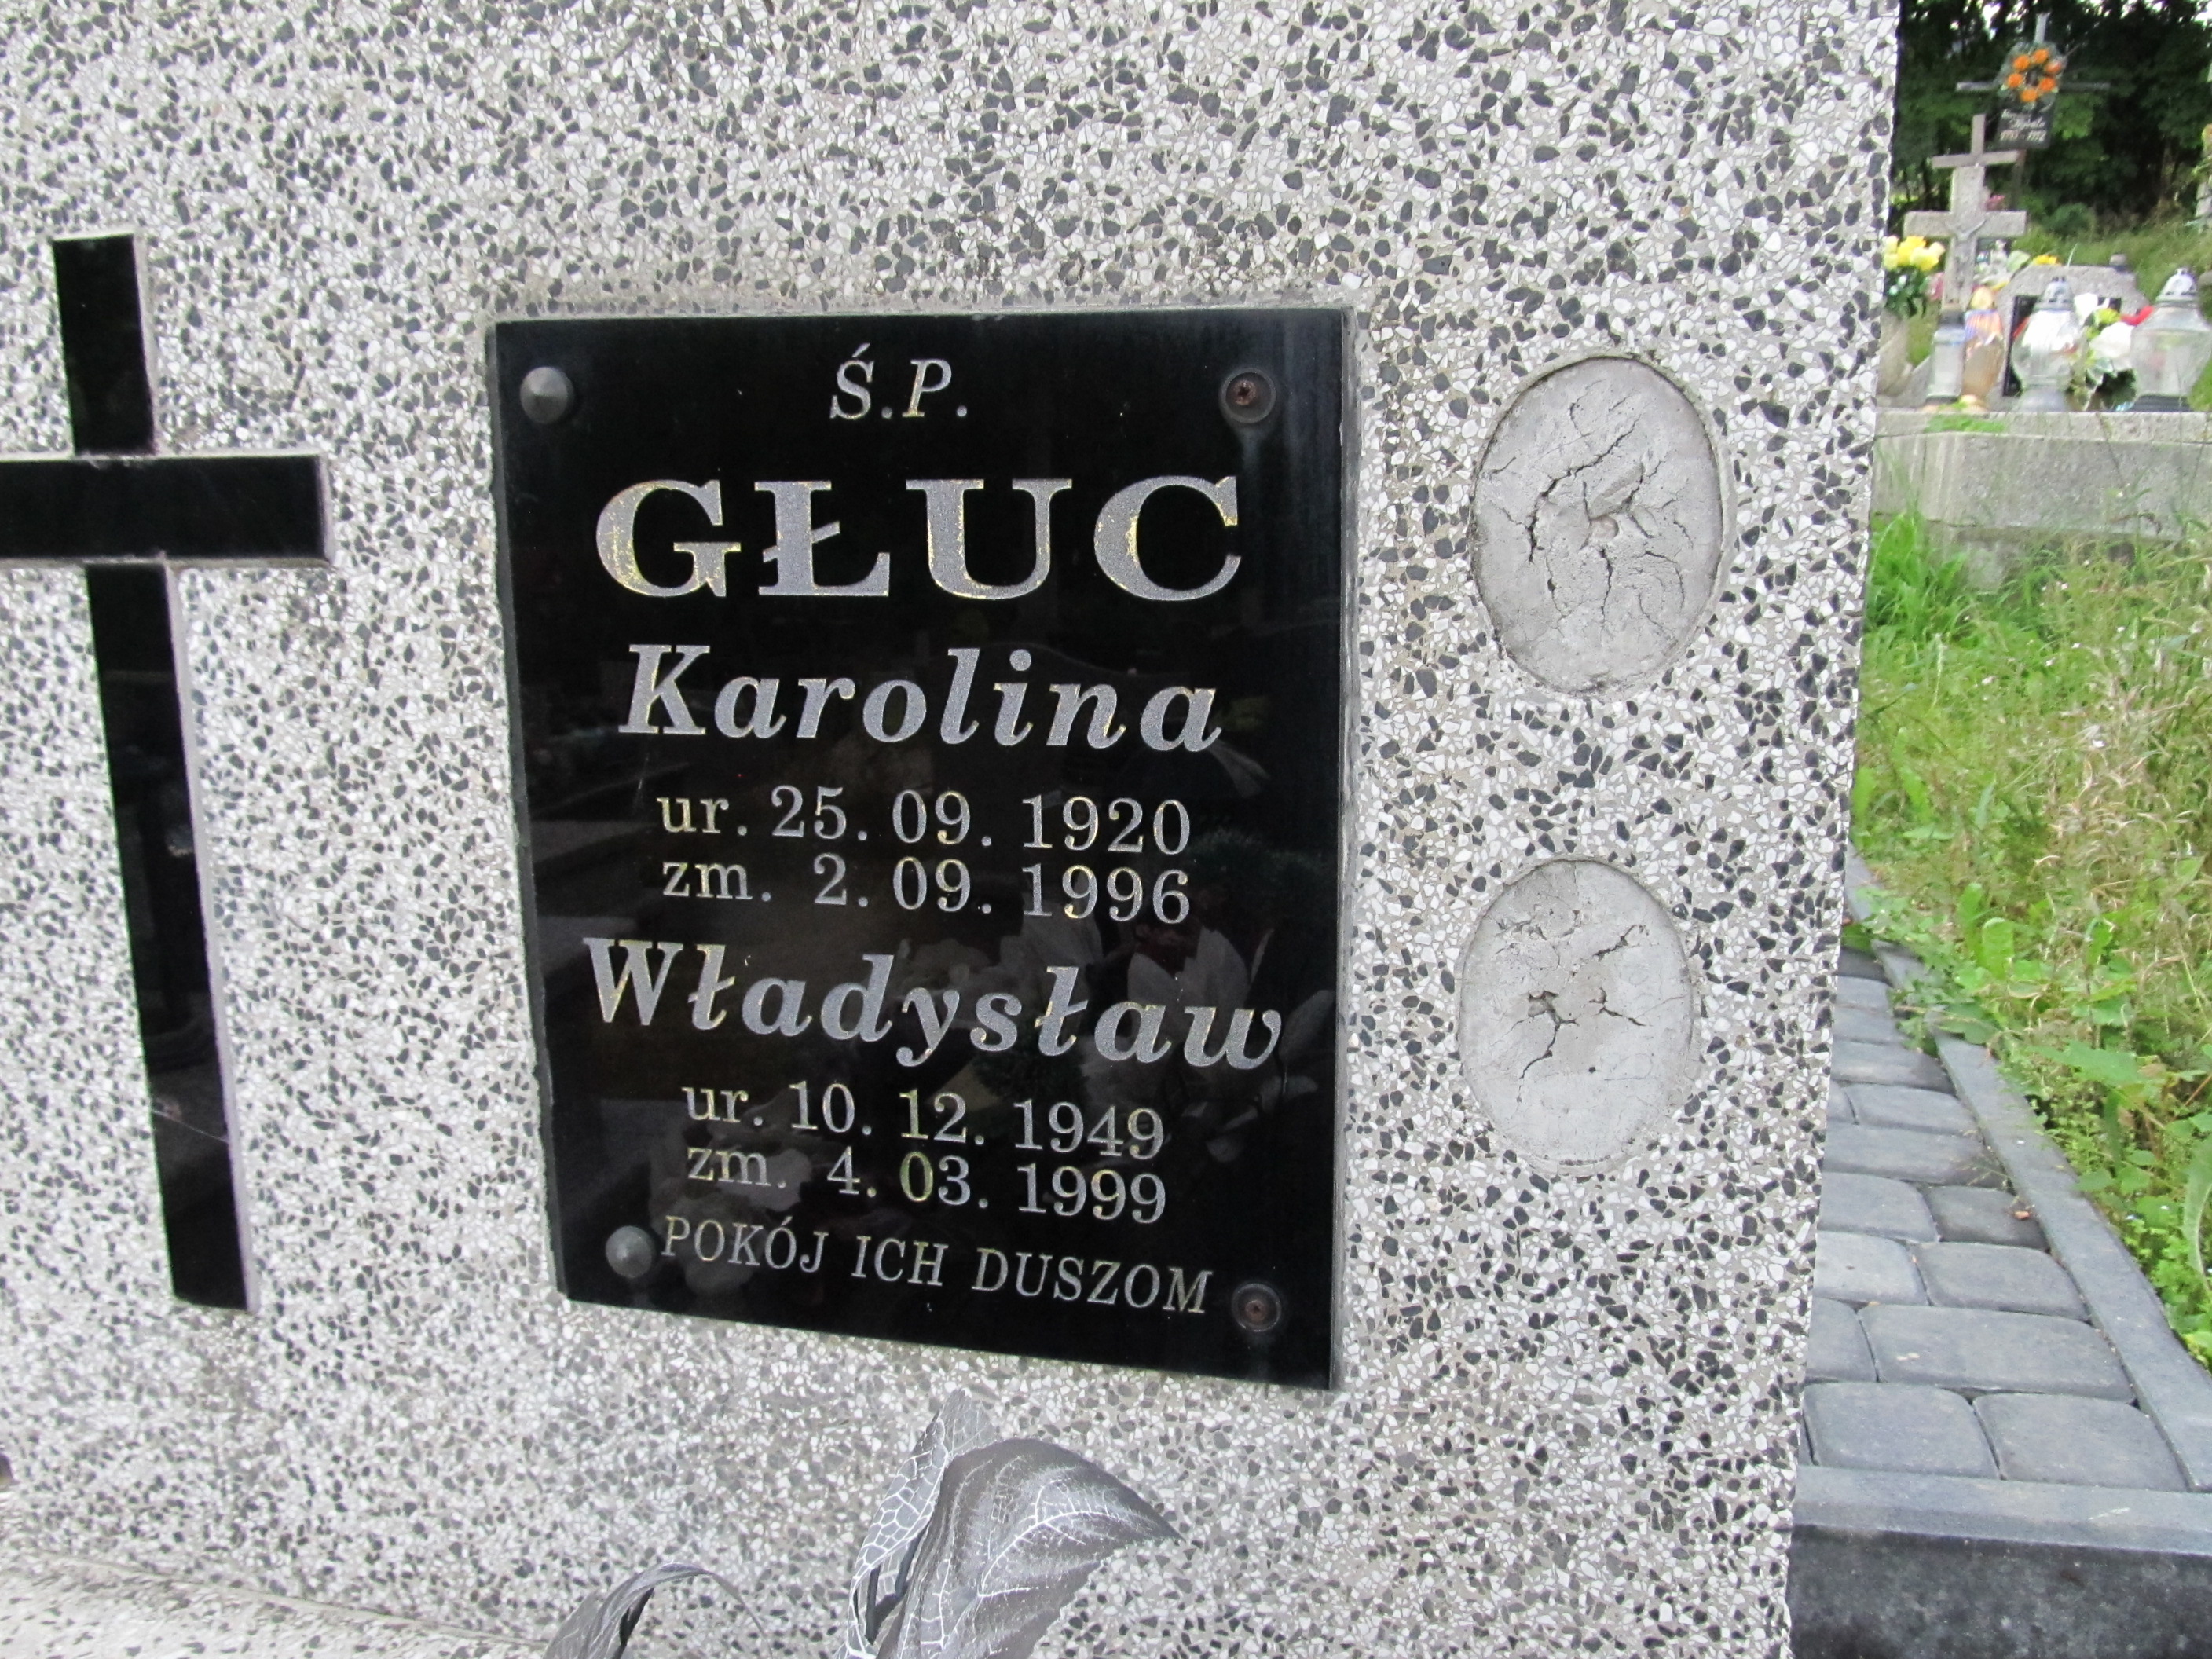 Ś.P.
GŁUC
Karolina
ur. 25. 09. 1920
zm. 2. 09. 1996
Władysław
ur. 10. 12. 1949
zm. 4. 03. 1999
POKÓJ ICH DUSZOM